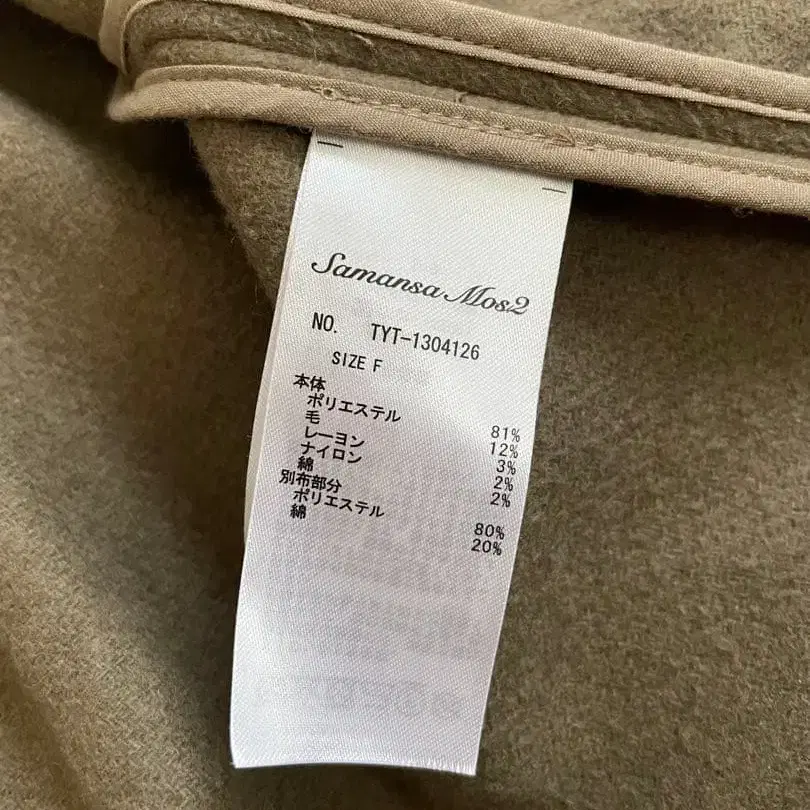 Samansa Mos2
NO. TYT-1304126
SIZE F
本体
ポリエステル 81%
毛 12%
レーヨン 3%
ナイロン 2%
綿 2%
別布部分
ポリエステル 80%
綿 20%